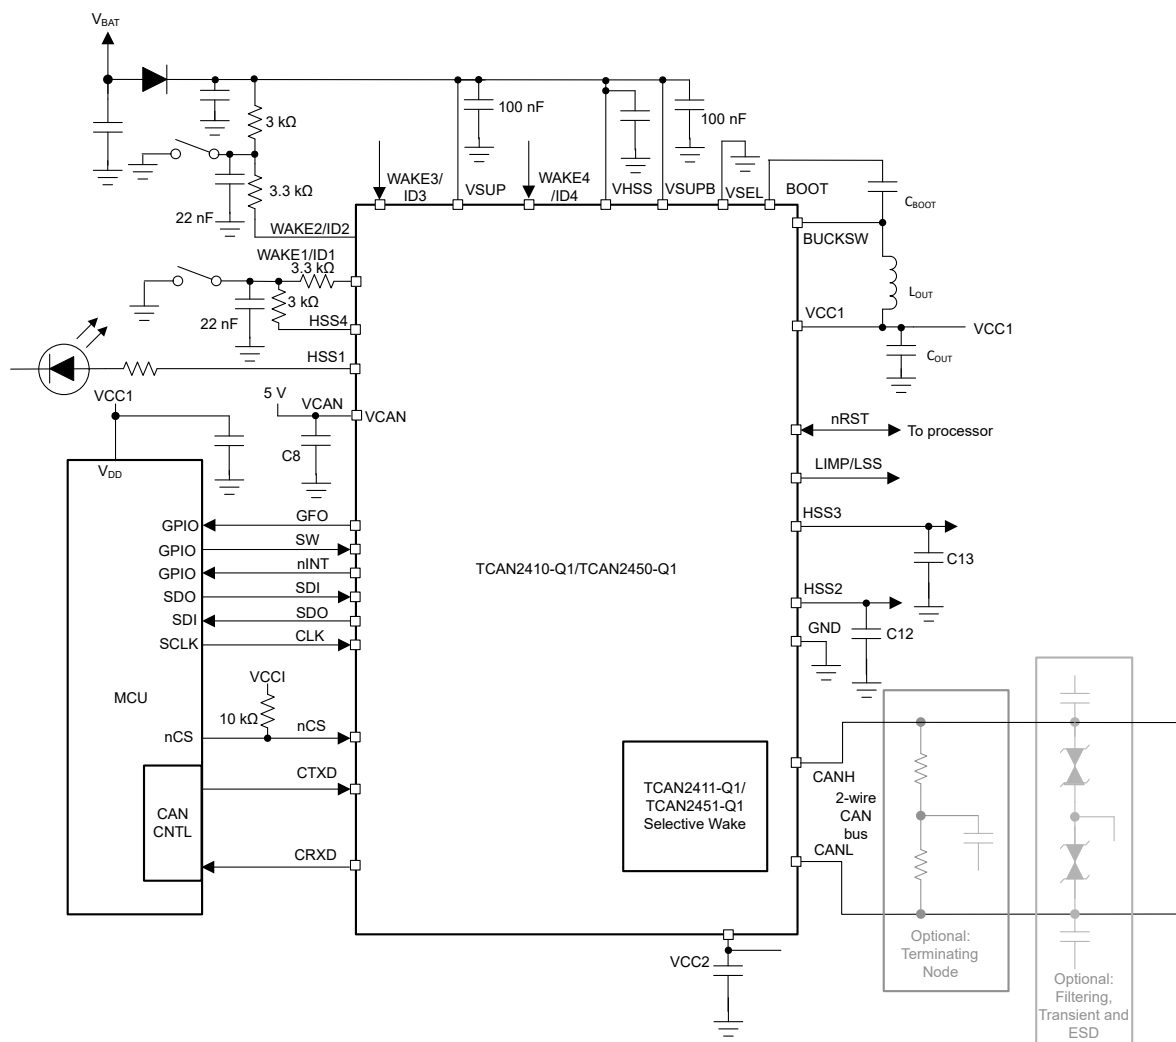 VBAT
3 kΩ
100 nF
100 nF
WAKE3/
ID3
VSUP
WAKE4
/ID4
VHSS
VSUPB
VSEL
BOOT
CBOOT
3.3 kΩ
22 nF
WAKE2/ID2
BUCKSW
WAKE1/ID1
3.3 kΩ
LOUT
3 kΩ
22 nF
HSS4
VCC1
VCC1
COUT
HSS1
VCC1
5 V
VCAN
VCAN
C8
nRST
To processor
VDD
LIMP/LSS
GPIO
GFO
HSS3
GPIO
SW
GPIO
nINT
TCAN2410-Q1/TCAN2450-Q1
C13
SDO
SDI
HSS2
SDI
SDO
GND
C12
SCLK
CLK
VCCI
MCU
10 kΩ
nCS
nCS
CTXD
CAN
CNTL
CRXD
TCAN2411-Q1/
TCAN2451-Q1
Selective Wake
CANH
2-wire
CAN
bus
CANL
Optional:
Terminating
Node
VCC2
Optional:
Filtering,
Transient and
ESD